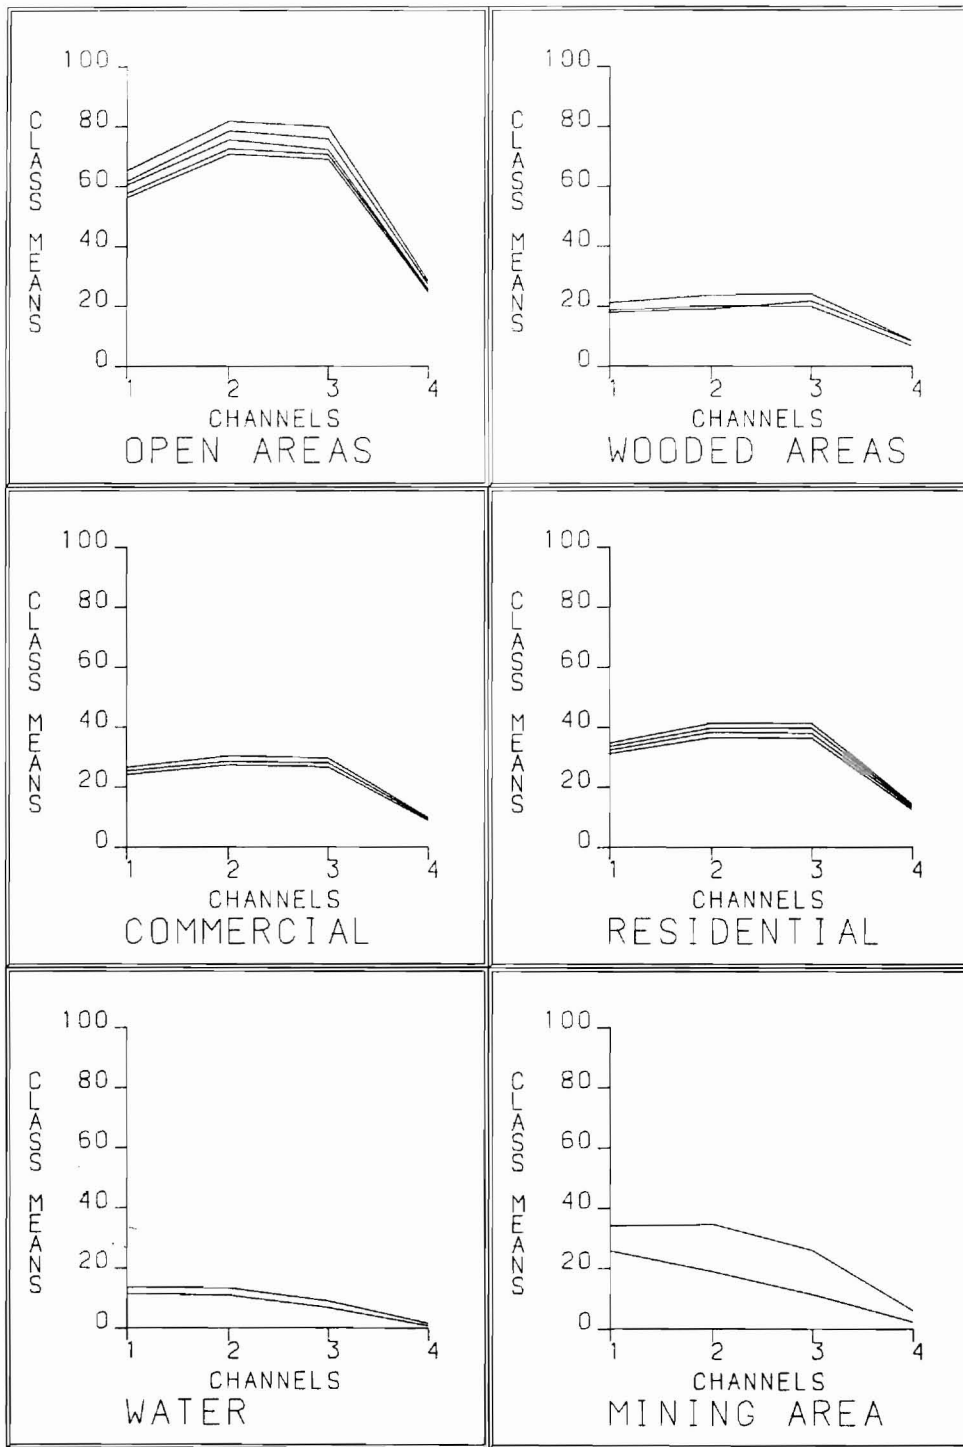 100
80
60
40
20
0
CLASS MEANS
1 2 3 4
CHANNELS
OPEN AREAS
100
80
60
40
20
0
CLASS MEANS
1 2 3 4
CHANNELS
WOODED AREAS
100
80
60
40
20
0
CLASS MEANS
1 2 3 4
CHANNELS
COMMERCIAL
100
80
60
40
20
0
CLASS MEANS
1 2 3 4
CHANNELS
RESIDENTIAL
100
80
60
40
20
0
CLASS MEANS
1 2 3 4
CHANNELS
WATER
100
80
60
40
20
0
CLASS MEANS
1 2 3 4
CHANNELS
MINING AREA